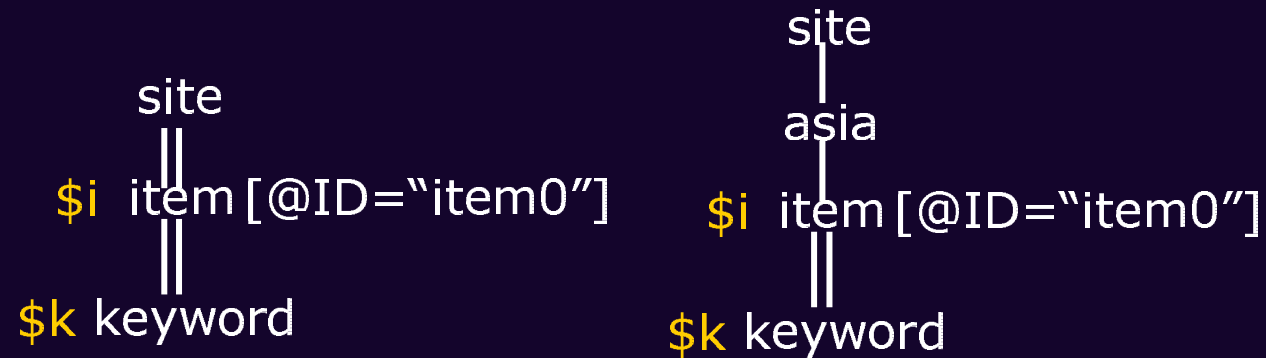 site
$i item [@ID=“item0”]
$k keyword
site
asia
$i item [@ID=“item0”]
$k keyword